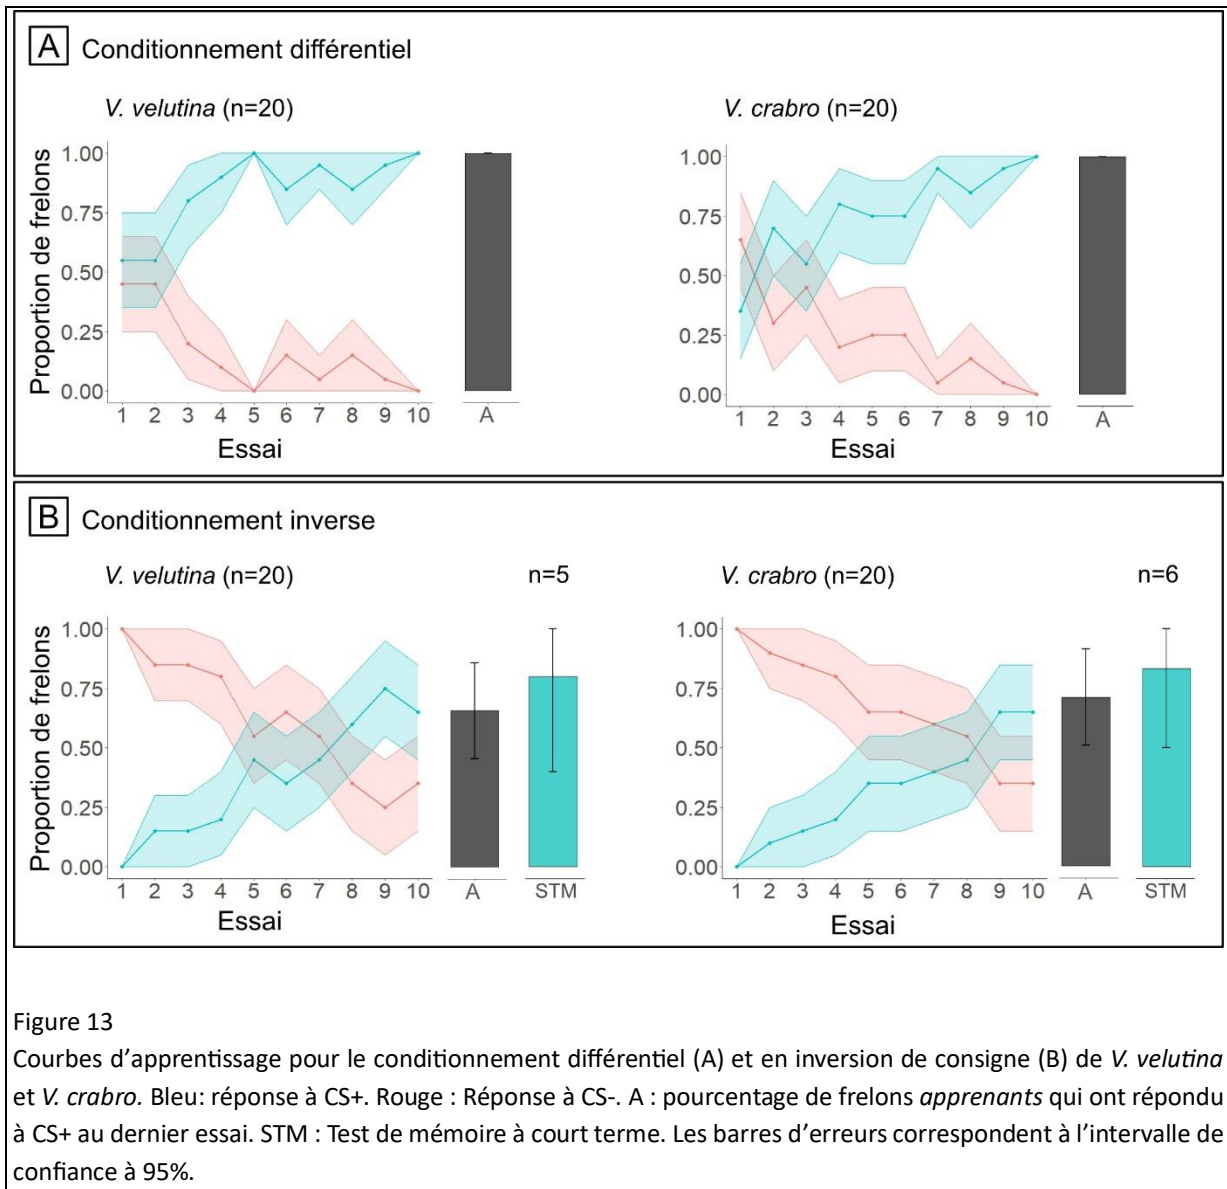 A Conditionnement différentiel
V. velutina (n=20)
V. crabro (n=20)
Proportion de frelons
1.00
0.75
0.50
0.25
0.00
1 2 3 4 5 6 7 8 9 10
Essai
A
1.00
0.75
0.50
0.25
0.00
1 2 3 4 5 6 7 8 9 10
Essai
A
B Conditionnement inverse
V. velutina (n=20)
n=5
V. crabro (n=20)
n=6
Proportion de frelons
1.00
0.75
0.50
0.25
0.00
1 2 3 4 5 6 7 8 9 10
Essai
A
STM
1.00
0.75
0.50
0.25
0.00
1 2 3 4 5 6 7 8 9 10
Essai
A
STM
Figure 13
Courbes d’apprentissage pour le conditionnement différentiel (A) et en inversion de consigne (B) de V. velutina
et V. crabro. Bleu: réponse à CS+. Rouge : Réponse à CS-. A : pourcentage de frelons apprenants qui ont répondu
à CS+ au dernier essai. STM : Test de mémoire à court terme. Les barres d’erreurs correspondent à l’intervalle de
confiance à 95%.